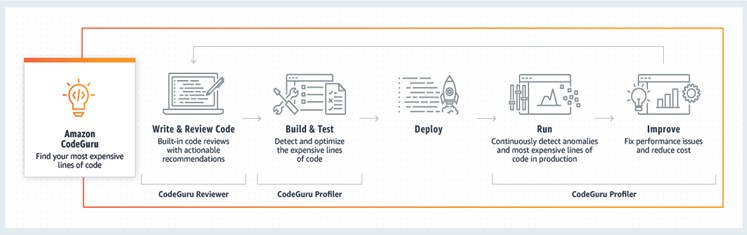 Amazon
CodeGuru
Find your most expensive
lines of code
Write & Review Code
Built-in code reviews
with actionable
recommendations
CodeGuru Reviewer
Build & Test
Detect and optimize
the expensive lines
of code
CodeGuru Profiler
Deploy
Run
Continuously detect anomalies
and most expensive lines of
code in production
Improve
Fix performance issues
and reduce cost
CodeGuru Profiler